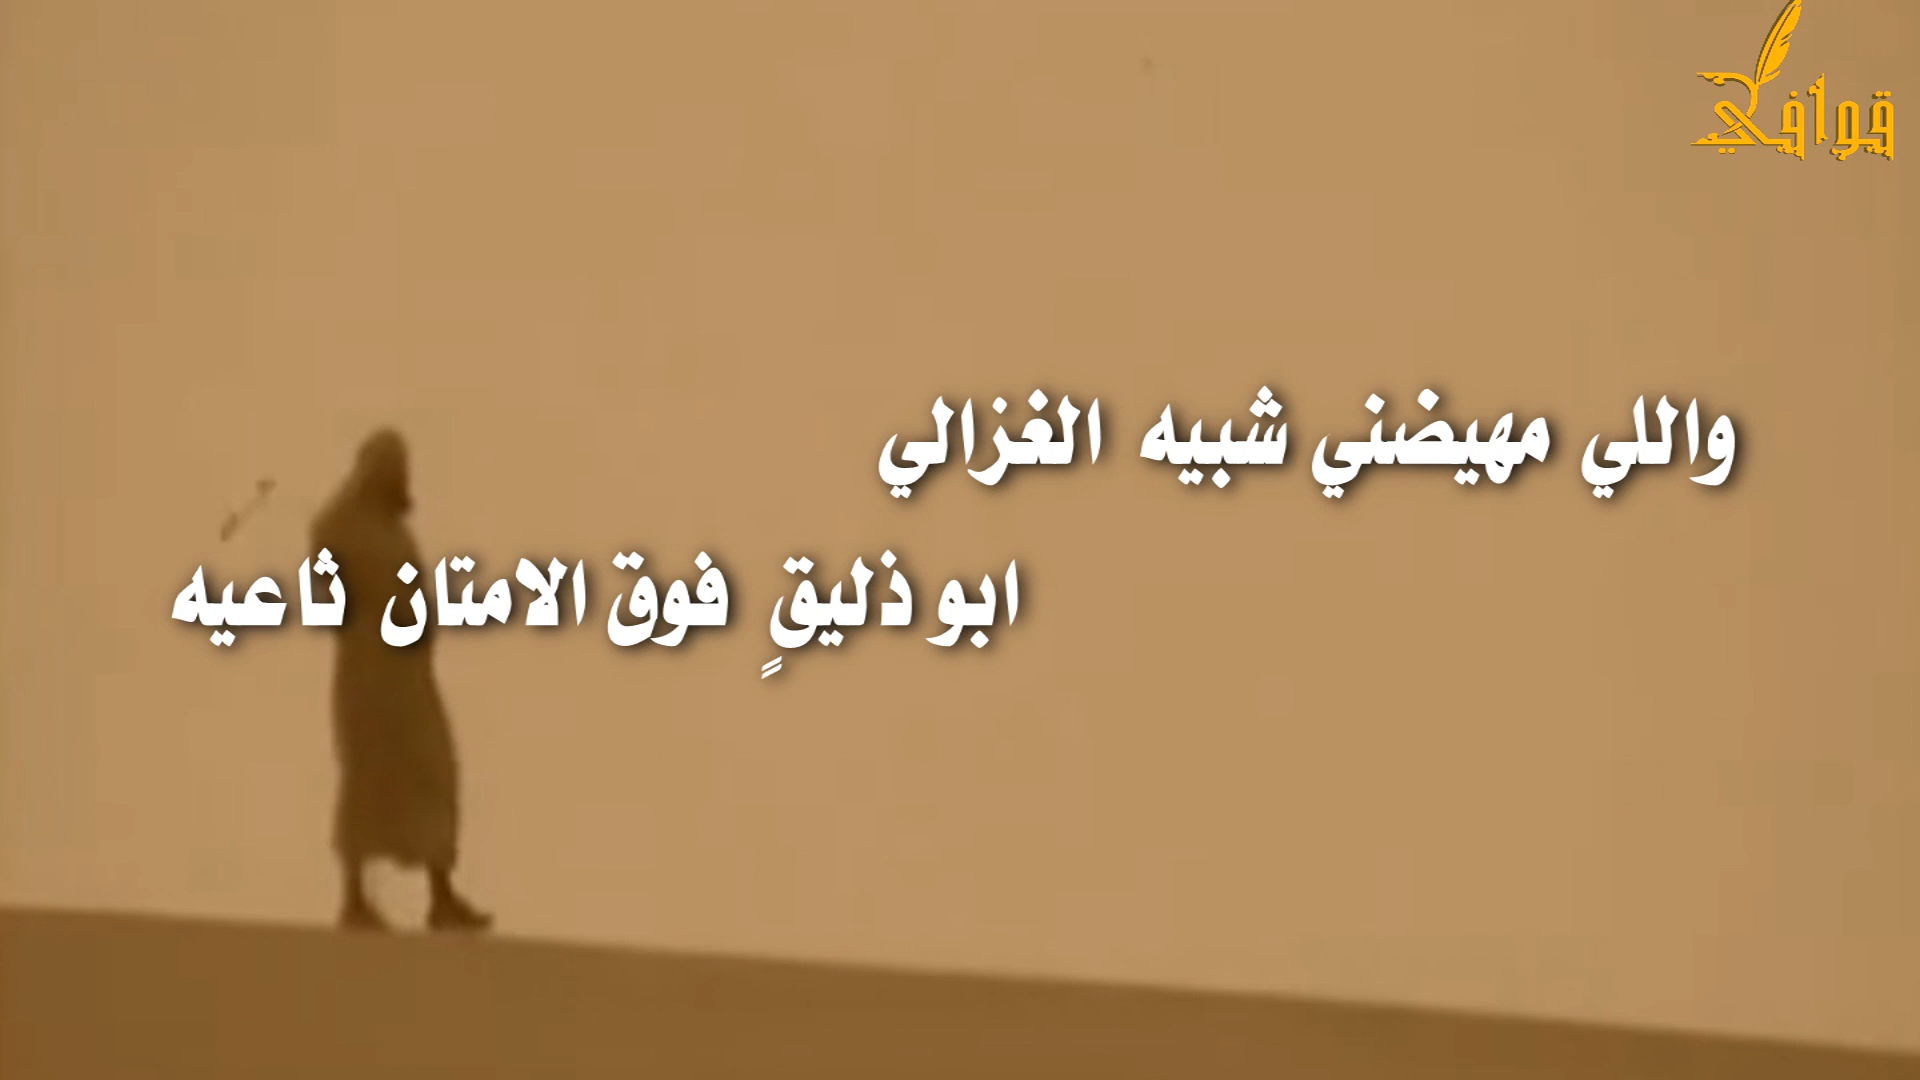 قوافي
واللي مهيضني شبيه الغزالي
ابو ذليقٍ فوق الامتان ثاعيه